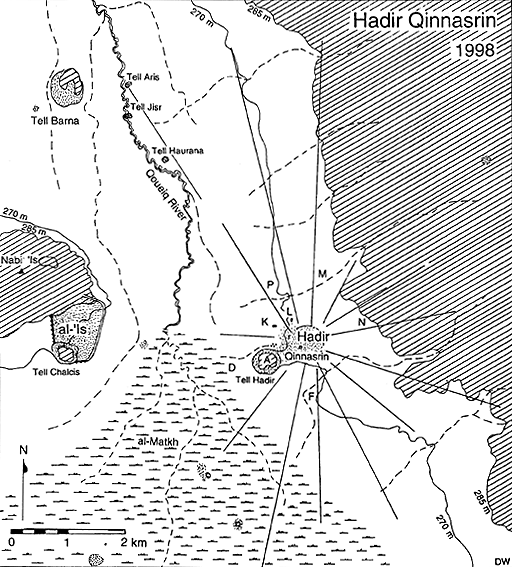 Hadir Qinnasrin
1998
270 m
285 m
Tell Aris
Tell Jisr
Tell Barna
Tell Haurana
Qoueiq River
270 m
285 m
Nabi 'Is
al-'Is
Tell Chalcis
P
M
L
K
N
Hadir
Qinnasrin
A
D
Tell Hadir
F
al-Matkh
N
0 1 2 km
285 m
270 m
DW